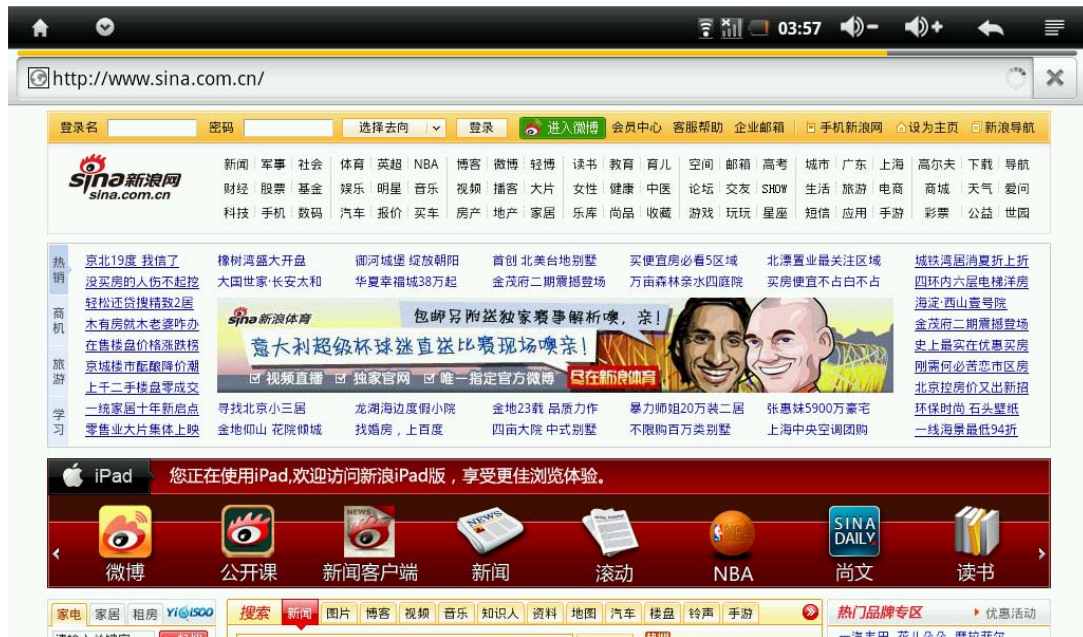 03:57
http://www.sina.com.cn/
登录名 密码 选择去向 登录 进入微博 会员中心 客服帮助 企业邮箱 手机新浪网 设为主页 新浪导航
sina新浪网
sina.com.cn
新闻 军事 社会 体育 英超 NBA 博客 微博 轻博 读书 教育 育儿 空间 邮箱 高考 城市 广东 上海 高尔夫 下载 导航
财经 股票 基金 娱乐 明星 音乐 视频 播客 大片 女性 健康 中医 论坛 交友 SHOW 生活 旅游 电商 商城 天气 爱问
科技 手机 数码 汽车 报价 买车 房产 地产 家居 乐库 尚品 收藏 游戏 玩玩 星座 短信 应用 手游 彩票 公益 世园
热销
商机
旅游
学习
京北19度 我信了 橡树湾盛大开盘 御河城堡 绽放朝阳 首创 北美台地别墅 买便宜房必看5区域 北漂置业最关注区域 城铁湾居消夏折上折
没买房的人伤不起挖 大国世家·长安太和 华夏幸福城38万起 金茂府二期震撼登场 万亩森林亲水四庭院 买房便宜不占白不占 四环内六层电梯洋房
轻松还贷搜精致2居 海淀·西山壹号院
木有房就木老婆咋办 金茂府二期震撼登场
在售楼盘价格涨跌榜 史上最实在优惠买房
京城楼市酝酿降价潮 刚需何必苦恋市区房
上千二手楼盘零成交 北京控房价又出新招
sina新浪体育 包邮另附送独家赛事解析噢，亲!
意大利超级杯球迷直送比赛现场噢亲!
视频直播 独家官网 唯一指定官方微博 尽在新浪体育
一统家居十年新启点 寻找北京小三居 龙湖海边度假小院 金地23载 品质力作 暴力师姐20万装二居 张惠妹5900万豪宅 环保时尚 石头壁纸
零售业大片集体上映 金地仰山 花院倾城 找婚房，上百度 四亩大院 中式别墅 不限购百万类别墅 上海中央空调团购 一线海景最低94折
iPad 您正在使用iPad,欢迎访问新浪iPad版，享受更佳浏览体验。
NEWS NEWS NEWS NBA SINA DAILY
微博 公开课 新闻客户端 新闻 滚动 NBA 尚文 读书
家电 家居 租房 Yi@isoo 搜索 新闻 图片 博客 视频 音乐 知识人 资料 地图 汽车 楼盘 铃声 手游 热门品牌专区 优惠活动